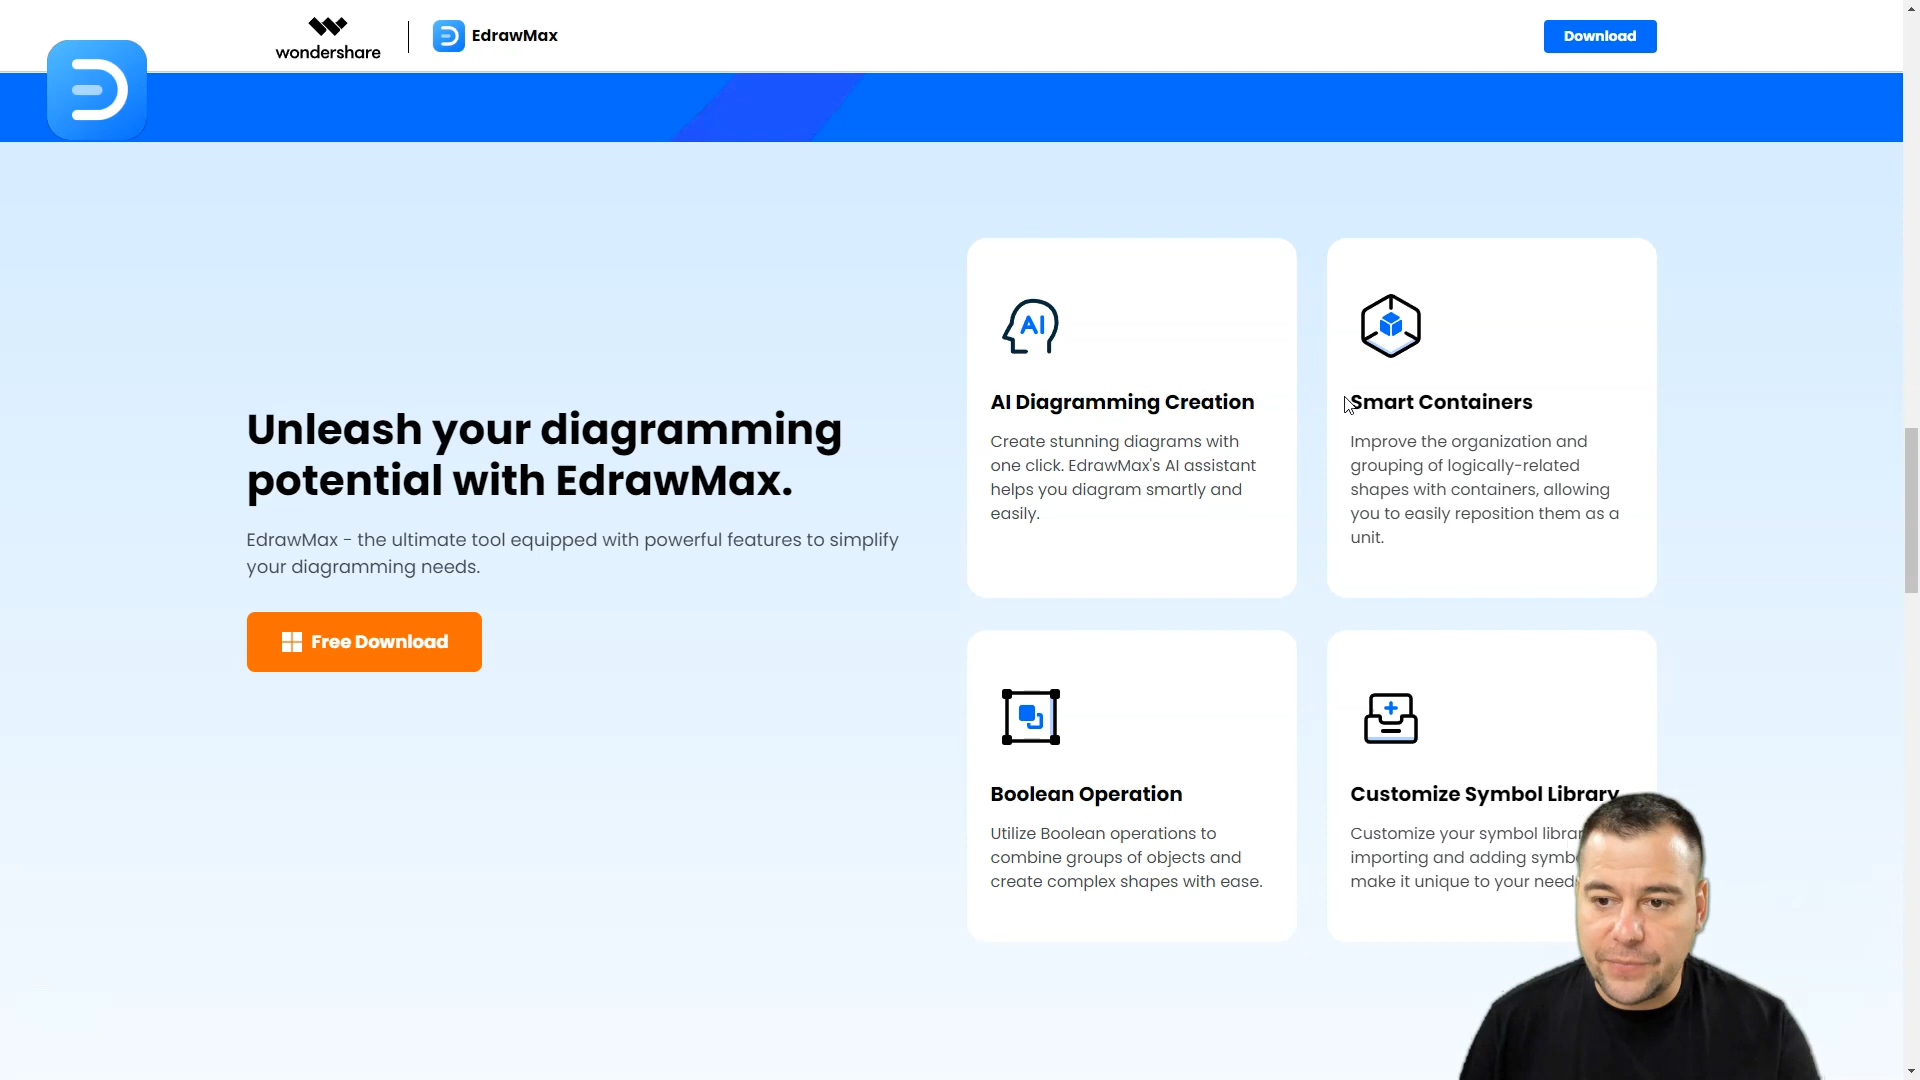 wondershare
EdrawMax
Download
Unleash your diagramming
potential with EdrawMax.
EdrawMax - the ultimate tool equipped with powerful features to simplify
your diagramming needs.
Free Download
AI
AI Diagramming Creation
Create stunning diagrams with
one click. EdrawMax's AI assistant
helps you diagram smartly and
easily.
Smart Containers
Improve the organization and
grouping of logically-related
shapes with containers, allowing
you to easily reposition them as a
unit.
Boolean Operation
Utilize Boolean operations to
combine groups of objects and
create complex shapes with ease.
Customize Symbol Library
Customize your symbol
importing and adding
make it unique to your